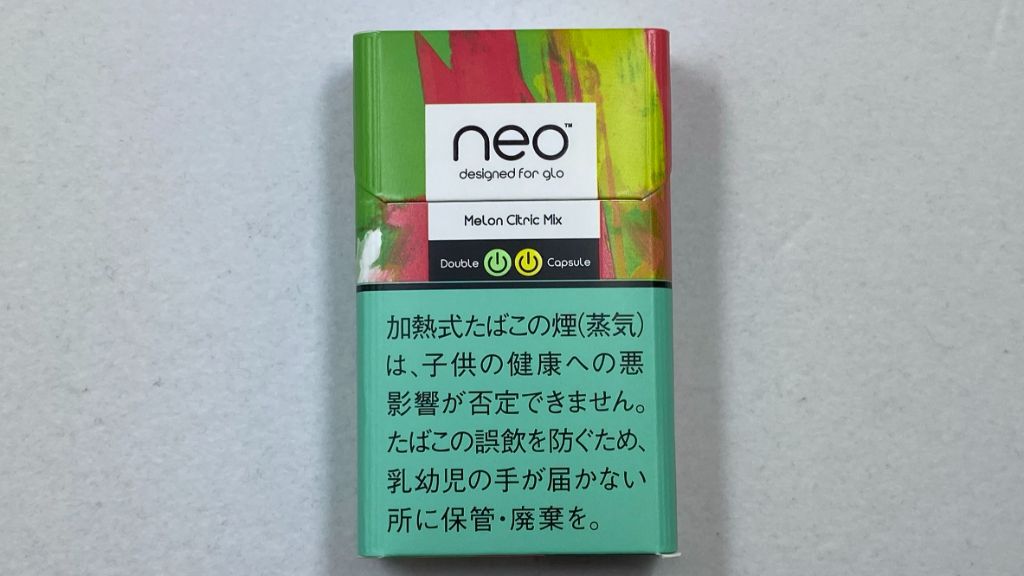 neo™
designed for glo
Melon Citric Mix
Double Capsule
加熱式たばこの煙(蒸気)
は、子供の健康への悪
影響が否定できません。
たばこの誤飲を防ぐため、
乳幼児の手が届かない
所に保管・廃棄を。